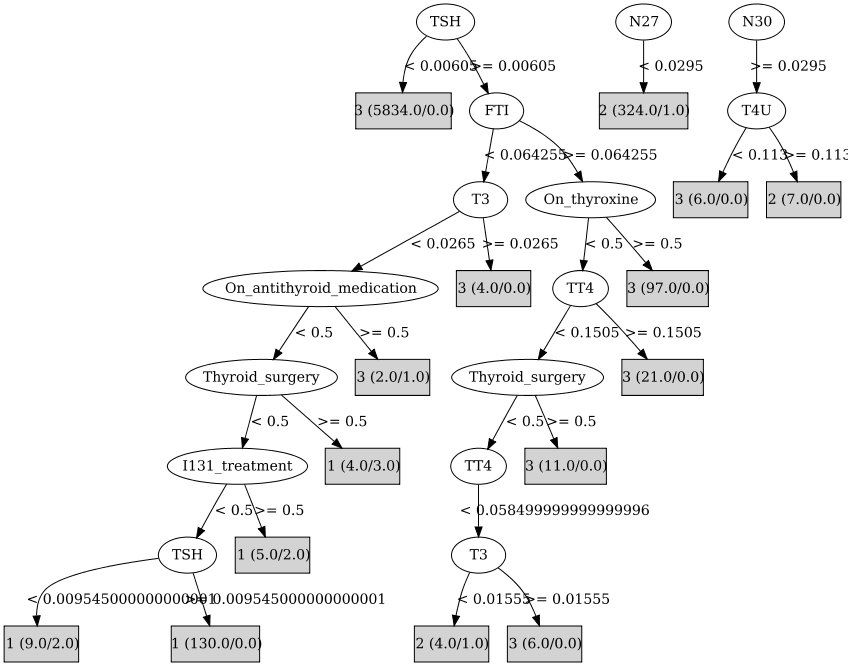 TSH
N27
N30
< 0.00605
>= 0.00605
< 0.0295
>= 0.0295
3 (5834.0/0.0)
FTI
2 (324.0/1.0)
T4U
< 0.064255
>= 0.064255
< 0.113
>= 0.113
T3
On_thyroxine
3 (6.0/0.0)
2 (7.0/0.0)
< 0.0265
>= 0.0265
< 0.5
>= 0.5
On_antithyroid_medication
3 (4.0/0.0)
TT4
3 (97.0/0.0)
< 0.5
>= 0.5
< 0.1505
>= 0.1505
Thyroid_surgery
3 (2.0/1.0)
Thyroid_surgery
3 (21.0/0.0)
< 0.5
>= 0.5
< 0.5
>= 0.5
I131_treatment
1 (4.0/3.0)
TT4
3 (11.0/0.0)
< 0.5
>= 0.5
< 0.058499999999999996
TSH
1 (5.0/2.0)
T3
< 0.009545000000000001
>= 0.009545000000000001
< 0.01555
>= 0.01555
1 (9.0/2.0)
1 (130.0/0.0)
2 (4.0/1.0)
3 (6.0/0.0)